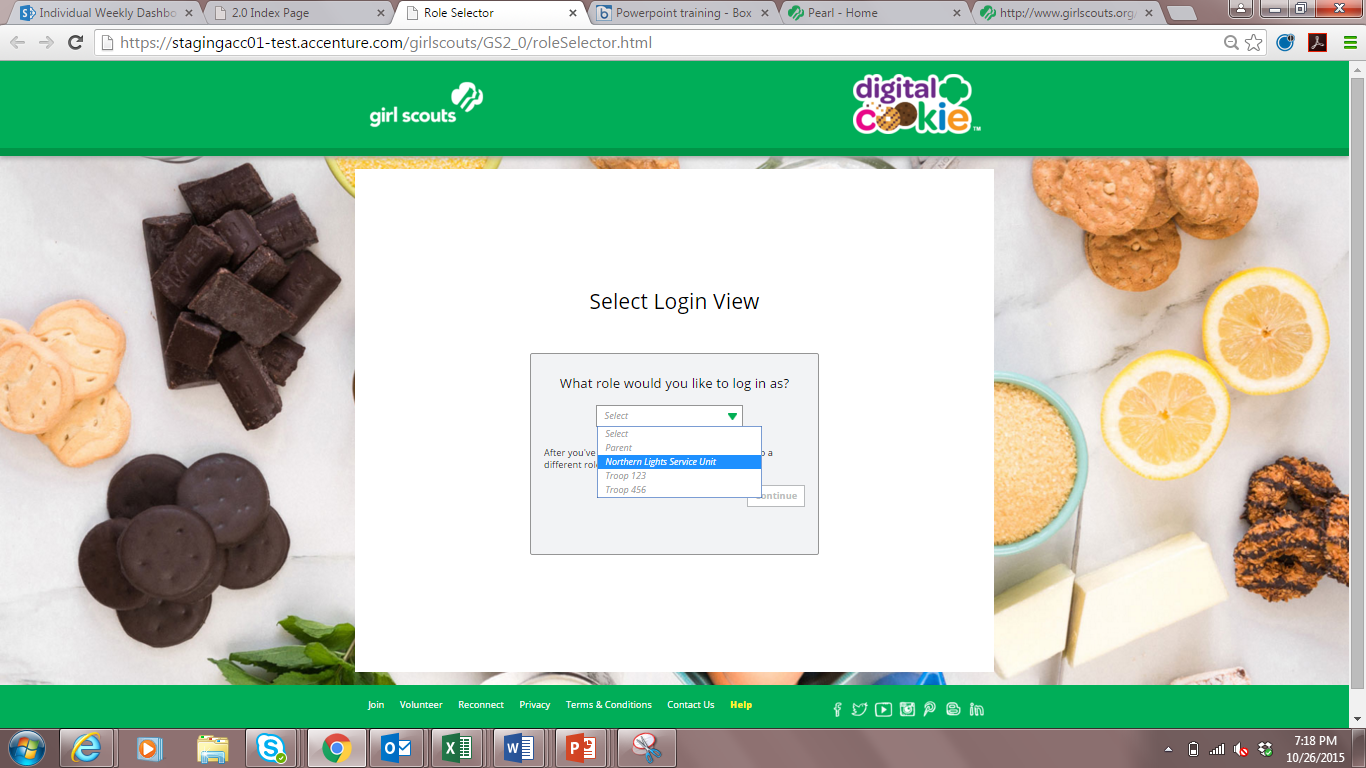 Individual Weekly Dashbo
2.0 Index Page
Role Selector
Powerpoint training - Box
Pearl - Home
http://www.girlscouts.org
https://stagingacc01-test.accenture.com/girlscouts/GS2_0/roleSelector.html
girl scouts
digital cookie TM
Select Login View
What role would you like to log in as?
Select
Select
Parent
Northern Lights Service Unit
Troop 123
Troop 456
After you've
a
different
Join Volunteer Reconnect Privacy Terms & Conditions Contact Us Help
7:18 PM
10/26/2015